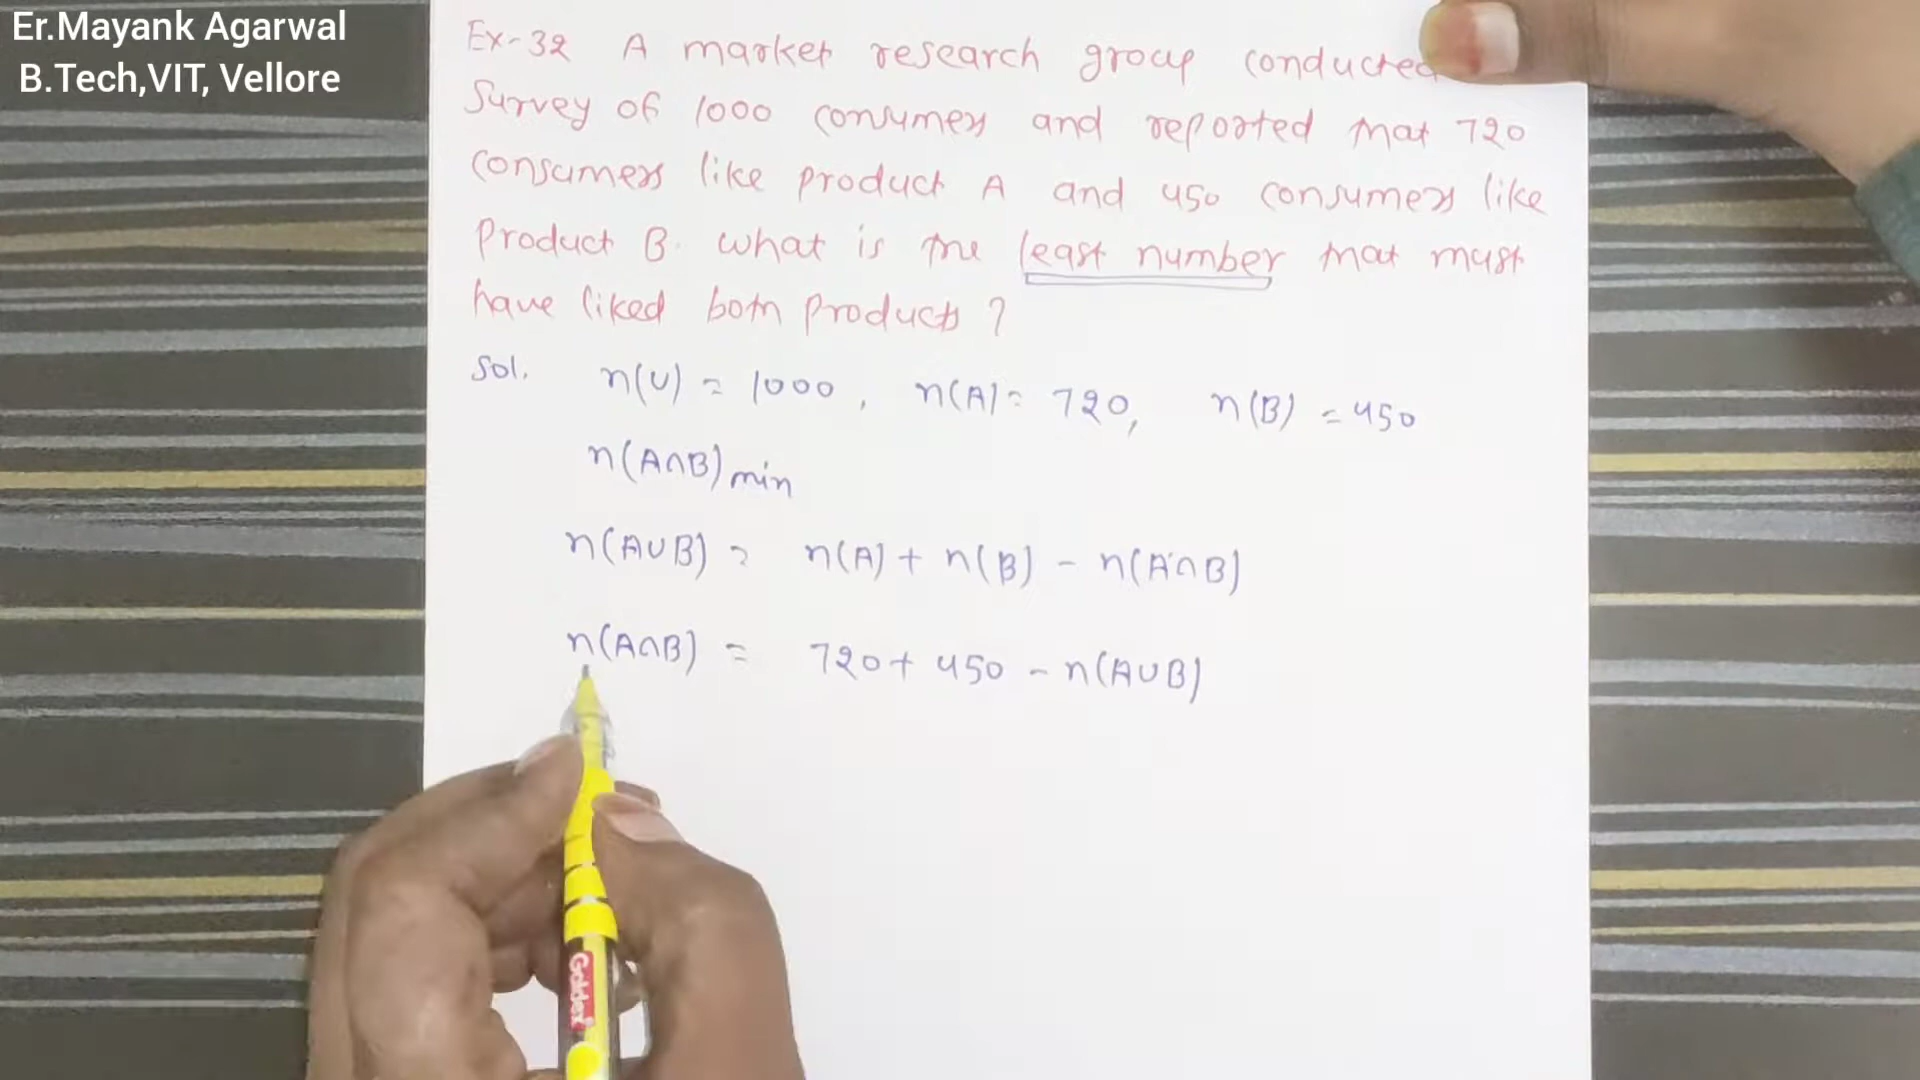 Er.Mayank Agarwal
B.Tech,VIT, Vellore
Ex-32 A market research group conducted
Survey of 1000 consumers and reported that 720
consumers like product A and 450 consumers like
Product B. what is the least number that must
have liked both products ?
Sol. n(U) = 1000, n(A) = 720, n(B) = 450
n(A∩B) min
n(A∪B) = n(A) + n(B) - n(A∩B)
n(A∩B) = 720 + 450 - n(A∪B)
Goldex